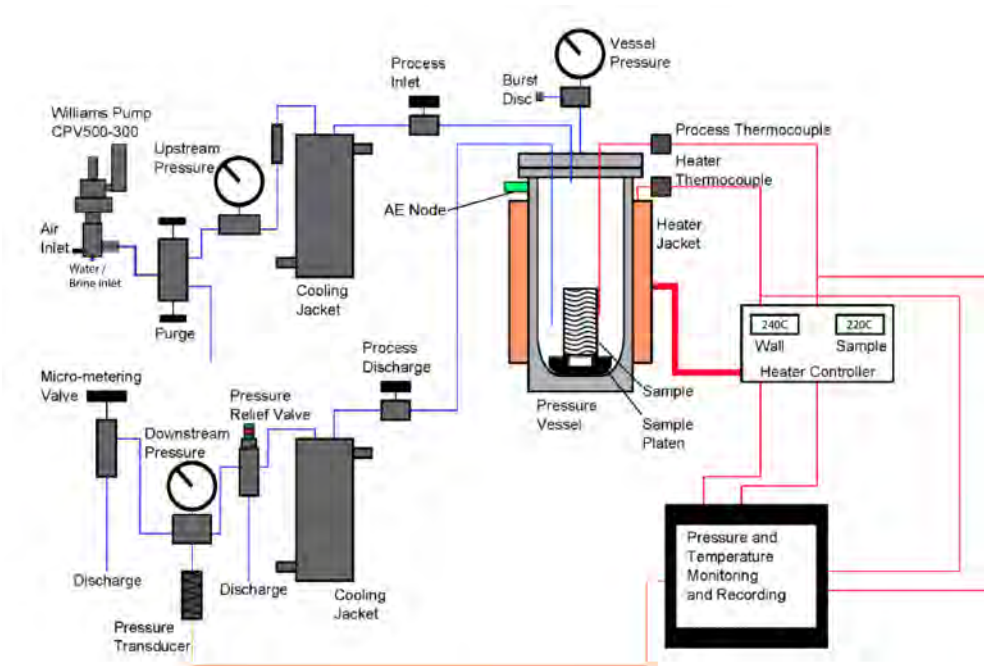 Vessel
Pressure
Process
Inlet
Burst
Disc
Williams Pump
CPV500-300
Upstream
Pressure
Process Thermocouple
Heater
Thermocouple
AE Node
Air
Inlet
Water /
Brine inlet
Heater
Jacket
Cooling
Jacket
Purge
240C
220C
Wall
Sample
Heater Controller
Process
Discharge
Micro-metering
Valve
Pressure
Relief Valve
Downstream
Pressure
Pressure
Vessel
Sample
Sample
Platen
Pressure and
Temperature
Monitoring
and Recording
Discharge
Discharge
Cooling
Jacket
Pressure
Transducer